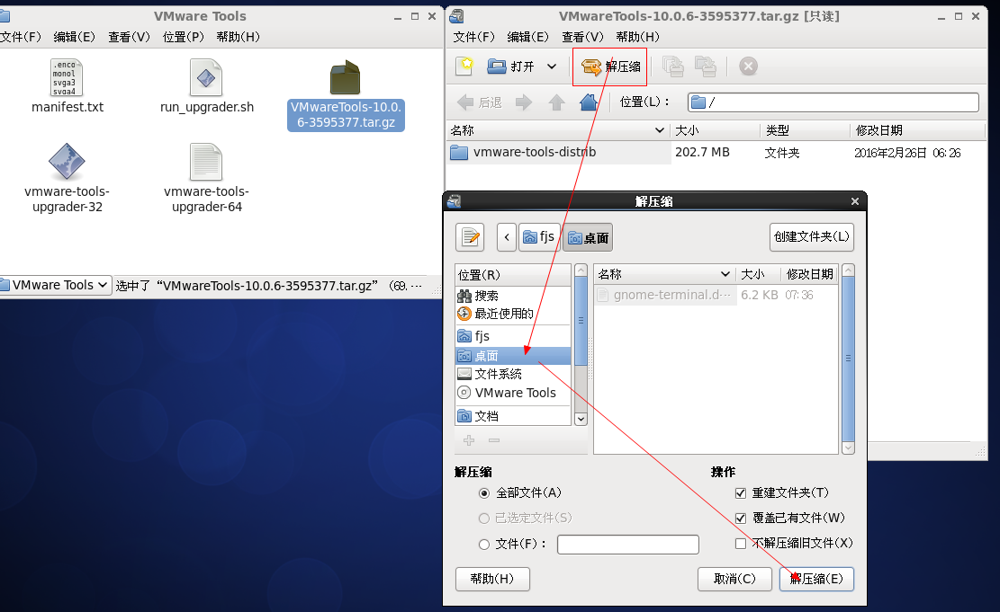 VMware Tools
文件(F) 编辑(E) 查看(V) 位置(P) 帮助(H)
.enco
monol
svga3
svga4
manifest.txt
run_upgrader.sh
VMwareTools-10.0.
6-3595377.tar.gz
vmware-tools-
upgrader-32
vmware-tools-
upgrader-64
VMware Tools
选中了 “VMwareTools-10.0.6-3595377.tar.gz” (69.…
VMwareTools-10.0.6-3595377.tar.gz [只读]
文件(F) 编辑(E) 查看(V) 帮助(H)
打开 解压缩
后退 位置(L)： /
名称 大小 类型 修改日期
vmware-tools-distrib 202.7 MB 文件夹 2016年2月26日 06:26
解压缩
fjs 桌面 创建文件夹(L)
位置(R)
搜索
最近使用的
fjs
桌面
文件系统
VMware Tools
文档
名称 大小 修改日期
gnome-terminal.d… 6.2 KB 07:36
解压缩
全部文件(A)
已选定文件(S)
文件(F)：
操作
重建文件夹(T)
覆盖已有文件(W)
不解压缩旧文件(X)
帮助(H) 取消(C) 解压缩(E)